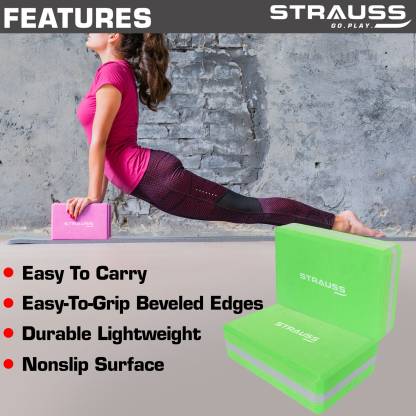 FEATURES
STRAUSS
GO.PLAY.
STRAUSS
Easy To Carry
Easy-To-Grip Beveled Edges
Durable Lightweight
Nonslip Surface
STRAUSS
STRAUSS